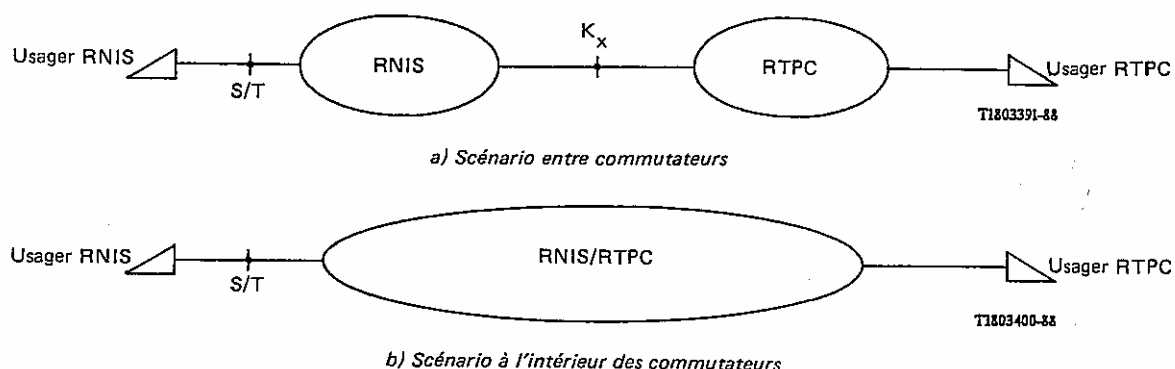 Usager RNIS
S/T
RNIS
Kx
RTPC
Usager RTPC
T1803391-88
a) Scénario entre commutateurs
Usager RNIS
S/T
RNIS/RTPC
Usager RTPC
T1803400-88
b) Scénario à l'intérieur des commutateurs